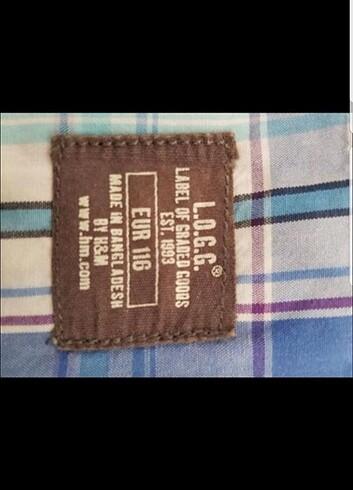 L.O.G.G.®
LABEL OF GRADED GOODS
EST. 1993
EUR 116
MADE IN BANGLADESH
BY H&M
www.hm.com